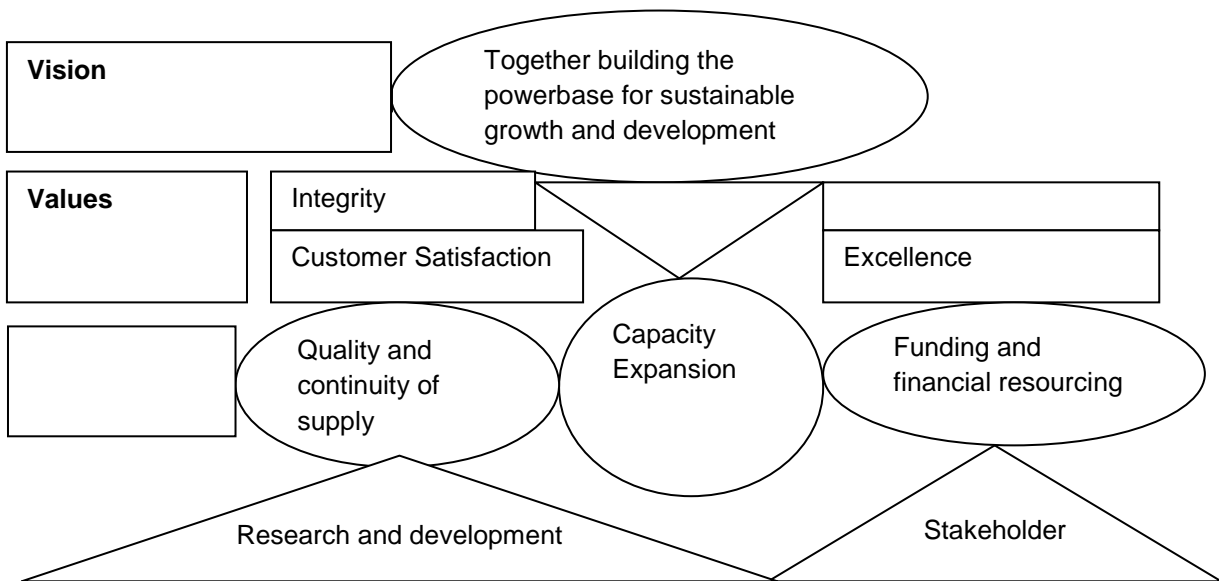 Vision
Together building the
powerbase for sustainable
growth and development
Values
Integrity
Customer Satisfaction
Excellence
Quality and
continuity of
supply
Capacity
Expansion
Funding and
financial resourcing
Research and development
Stakeholder